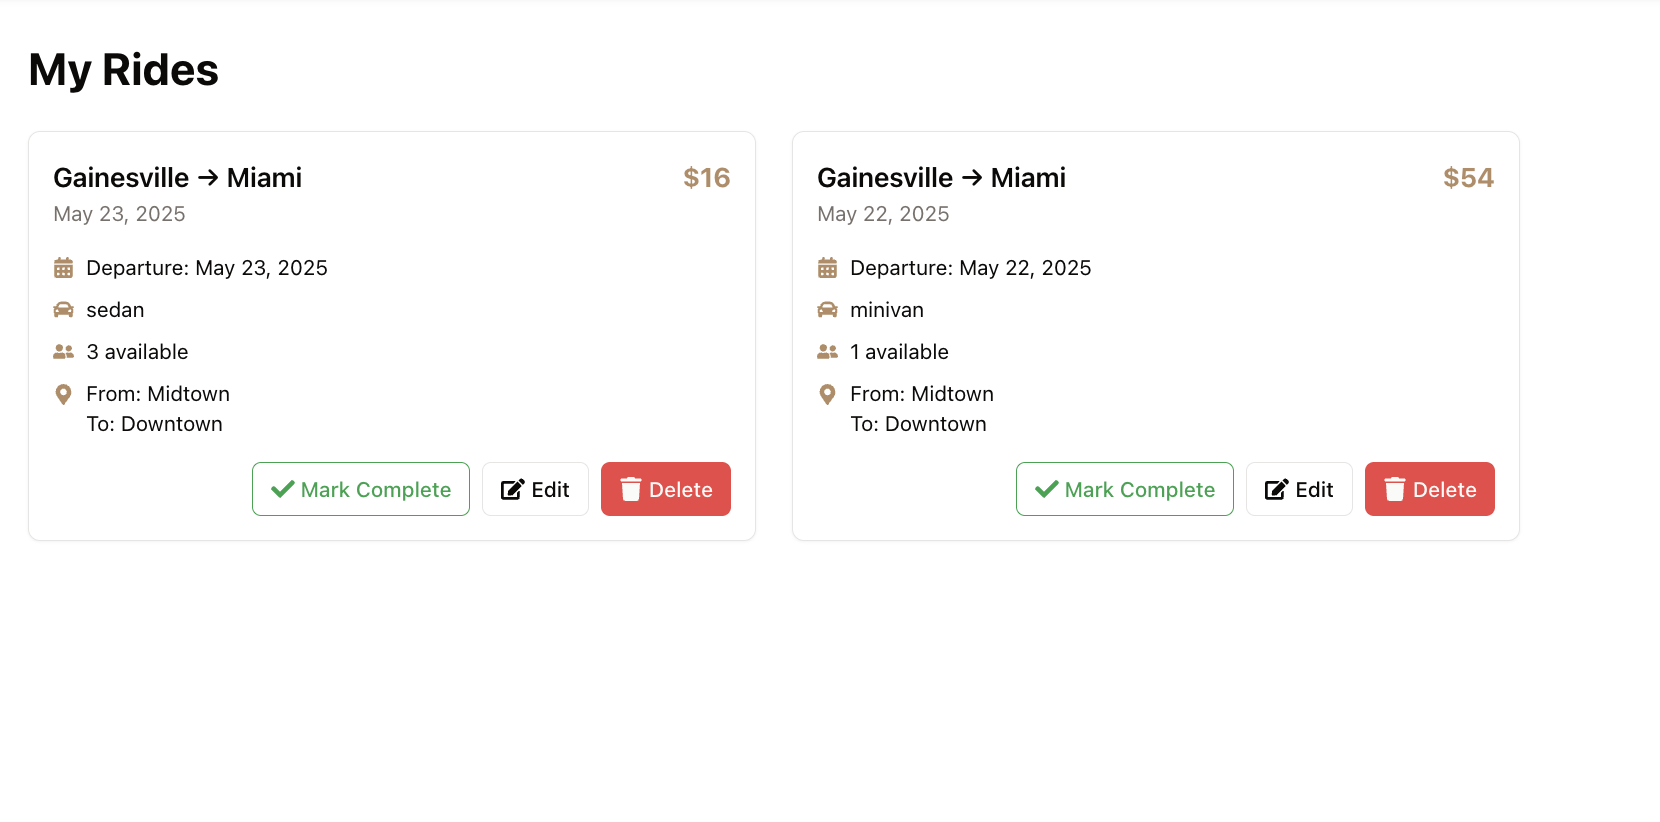 My Rides
Gainesville → Miami
$16
May 23, 2025
Departure: May 23, 2025
sedan
3 available
From: Midtown
To: Downtown
Mark Complete
Edit
Delete
Gainesville → Miami
$54
May 22, 2025
Departure: May 22, 2025
minivan
1 available
From: Midtown
To: Downtown
Mark Complete
Edit
Delete